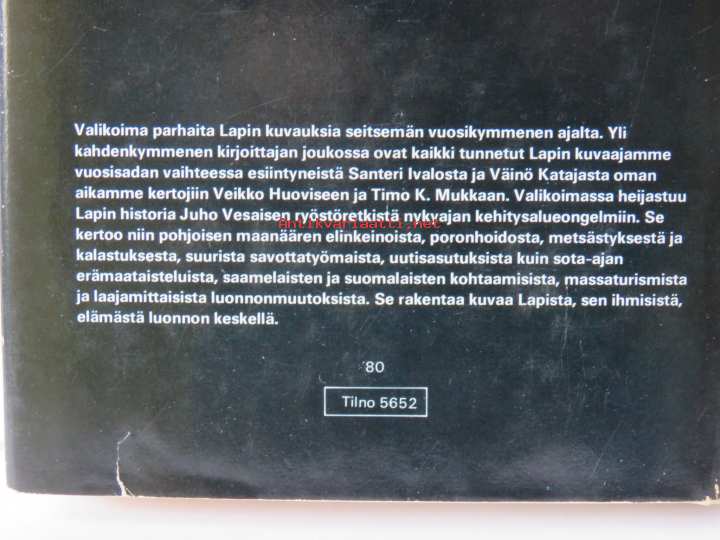 Valikoima parhaita Lapin kuvauksia seitsemän vuosikymmenen ajalta. Yli
kahdenkymmenen kirjoittajan joukossa ovat kaikki tunnetut Lapin kuvaajamme
vuosisadan vaihteessa esiintyneistä Santeri Ivalosta ja Väinö Katajasta oman
aikamme kertojiin Veikko Huoviseen ja Timo K. Mukkaan. Valikoimassa heijastuu
Lapin historia Juho Vesaisen ryöstöretkistä nykyajan kehitysalueongelmiin. Se
Antikvariaatti.net
kertoo niin pohjoisen maanäären elinkeinoista, poronhoidosta, metsästyksestä ja
kalastuksesta, suurista savottatyömaista, uutisasutuksista kuin sota-ajan
erämaataisteluista, saamelaisten ja suomalaisten kohtaamisista, massaturismista
ja laajamittaisista luonnonmuutoksista. Se rakentaa kuvaa Lapista, sen ihmisistä,
elämästä luonnon keskellä.
'80
Tilno 5652
Antikvariaatti.net